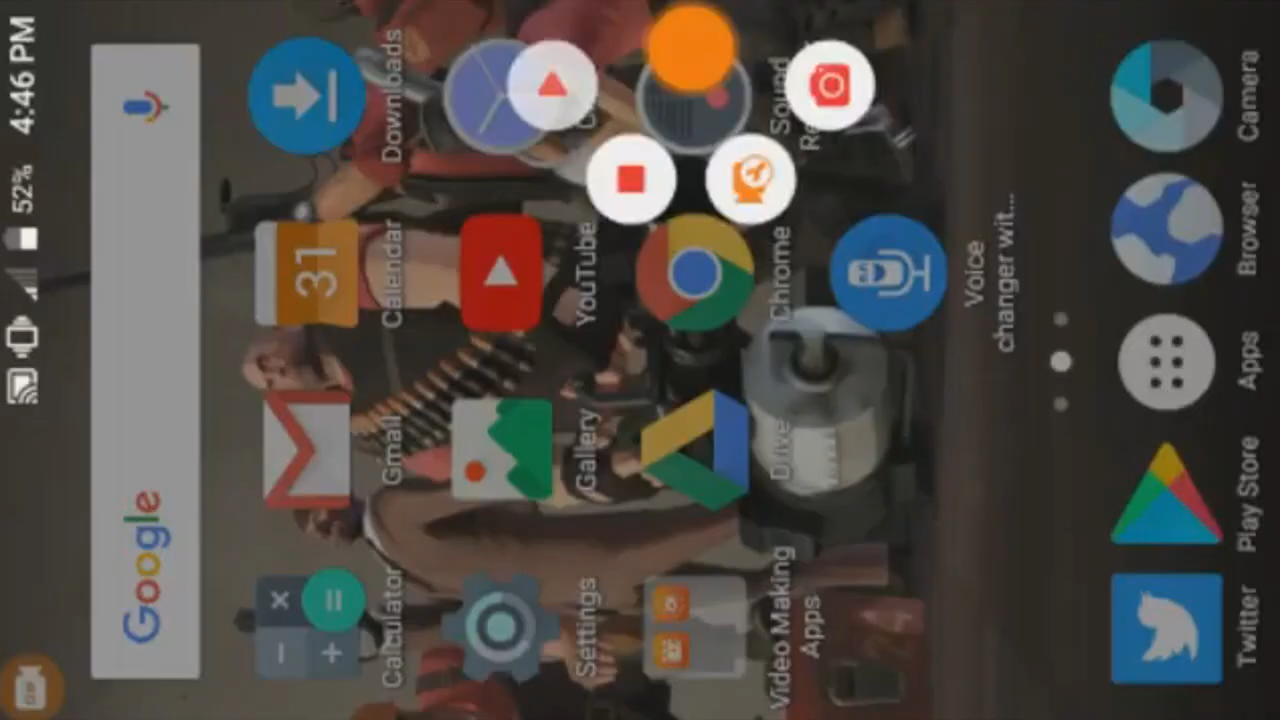 52% 4:46 PM
Google
Calculator
Gmail
31
Calendar
Downloads
Settings
Gallery
YouTube
Video Making
Apps
Drive
Chrome
Sound
Voice
changer wit...
Twitter
Play Store
Apps
Browser
Camera